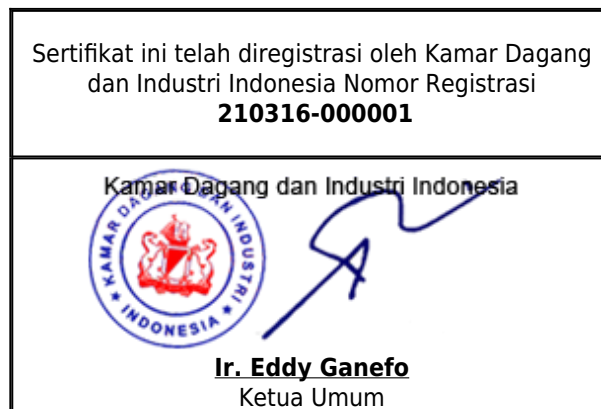 Sertifikat ini telah diregistrasi oleh Kamar Dagang
dan Industri Indonesia Nomor Registrasi
210316-000001
Kamar Dagang dan Industri Indonesia
KAMAR DAGANG DAN INDUSTRI
INDONESIA
Ir. Eddy Ganefo
Ketua Umum